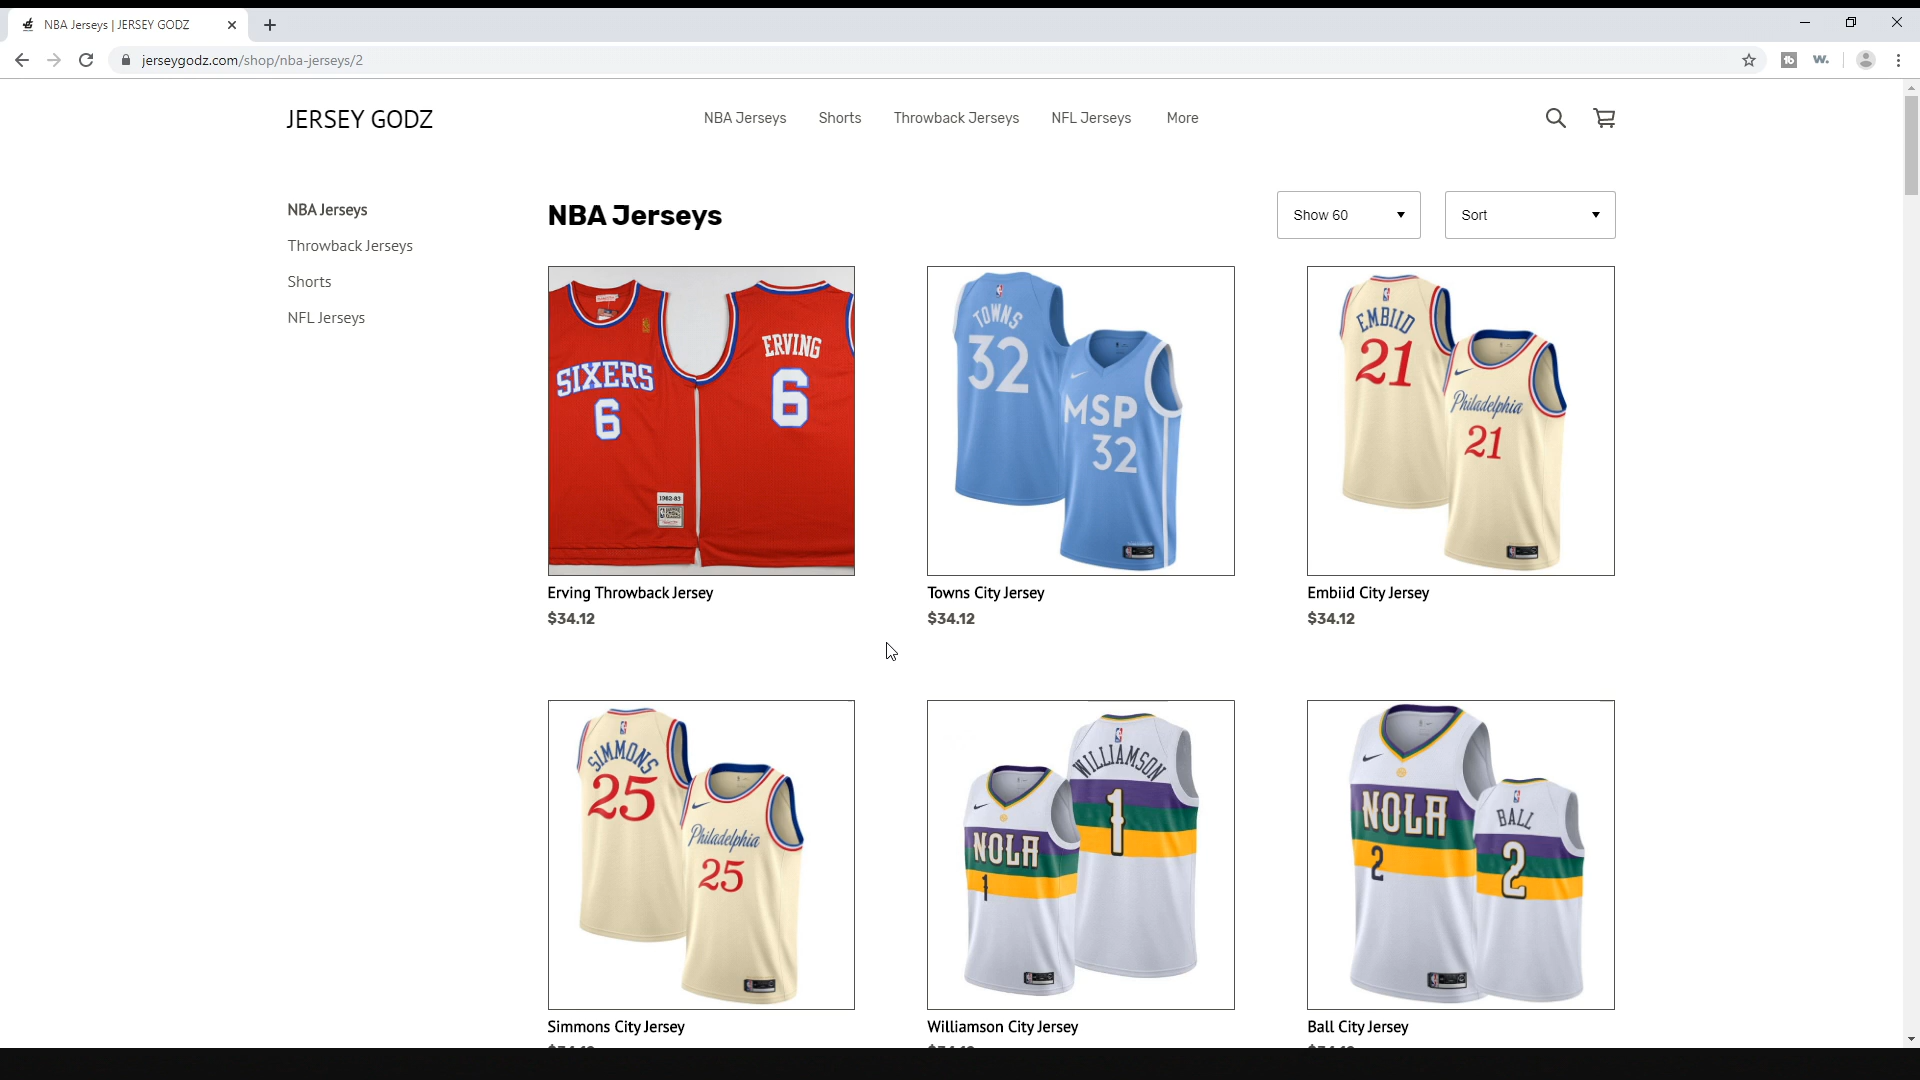 NBA Jerseys | JERSEY GODZ
jerseygodz.com/shop/nba-jerseys/2
JERSEY GODZ
NBA Jerseys
Shorts
Throwback Jerseys
NFL Jerseys
More
NBA Jerseys
Throwback Jerseys
Shorts
NFL Jerseys
NBA Jerseys
Show 60
Sort
SIXERS
6
ERVING
6
1982-83
TOWNS
32
MSP
32
EMBIID
21
Philadelphia
21
Erving Throwback Jersey
$34.12
Towns City Jersey
$34.12
Embiid City Jersey
$34.12
SIMMONS
25
Philadelphia
25
NOLA
1
WILLIAMSON
1
NOLA
2
BALL
2
Simmons City Jersey
Williamson City Jersey
Ball City Jersey